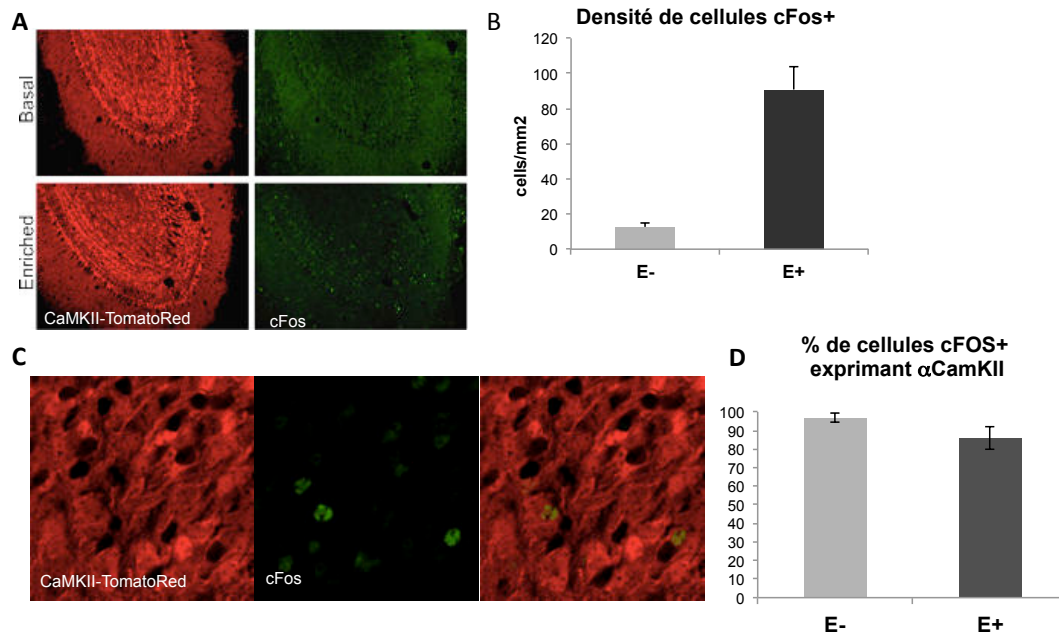 A
Basal
Enriched
CaMKII-TomatoRed
cFos
B
Densité de cellules cFos+
cells/mm2
120
100
80
60
40
20
0
E-
E+
C
CaMKII-TomatoRed
cFos
D
% de cellules cFOS+
exprimant αCamKII
100
90
80
70
60
50
40
30
20
10
0
E-
E+